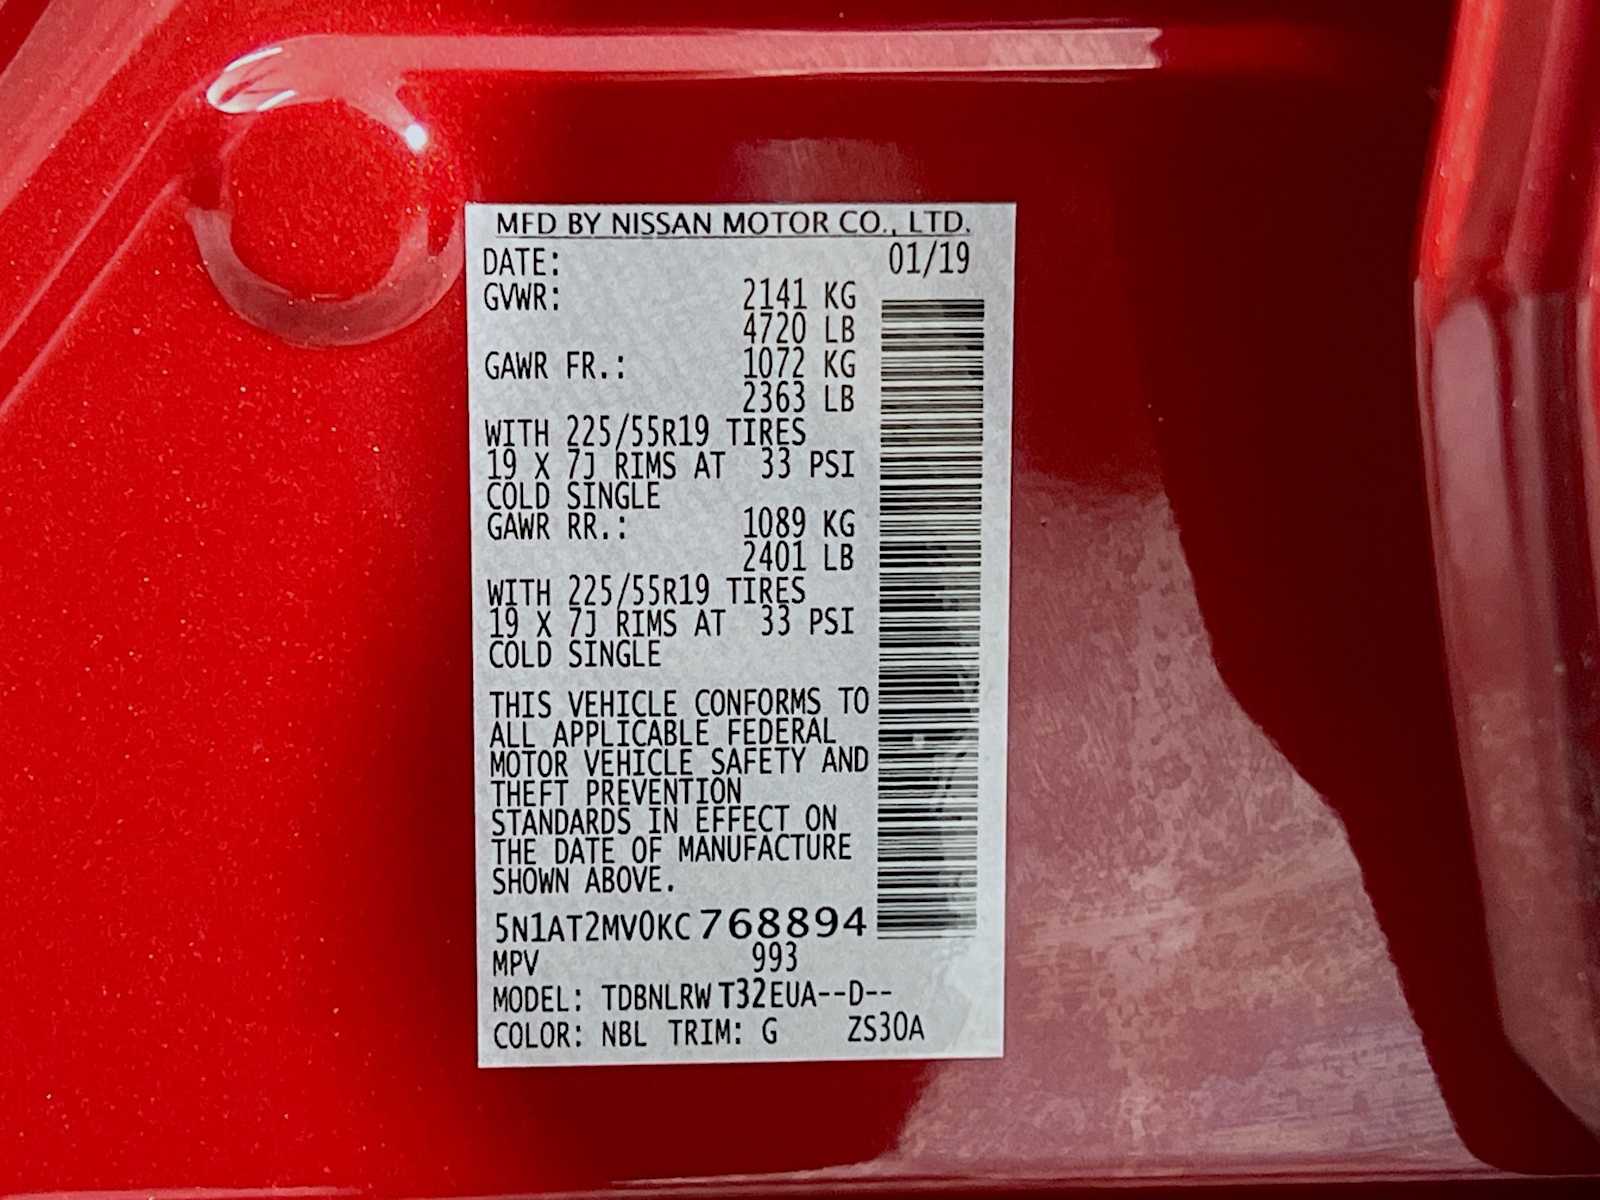 MFD BY NISSAN MOTOR CO., LTD.
DATE: 01/19
GVWR: 2141 KG
4720 LB
GAWR FR.: 1072 KG
2363 LB
WITH 225/55R19 TIRES
19 X 7J RIMS AT 33 PSI
COLD SINGLE
GAWR RR.: 1089 KG
2401 LB
WITH 225/55R19 TIRES
19 X 7J RIMS AT 33 PSI
COLD SINGLE
THIS VEHICLE CONFORMS TO
ALL APPLICABLE FEDERAL
MOTOR VEHICLE SAFETY AND
THEFT PREVENTION
STANDARDS IN EFFECT ON
THE DATE OF MANUFACTURE
SHOWN ABOVE.
5N1AT2MV0KC768894
MPV 993
MODEL: TDBNLRW T32EUA--D--
COLOR: NBL TRIM: G ZS30A